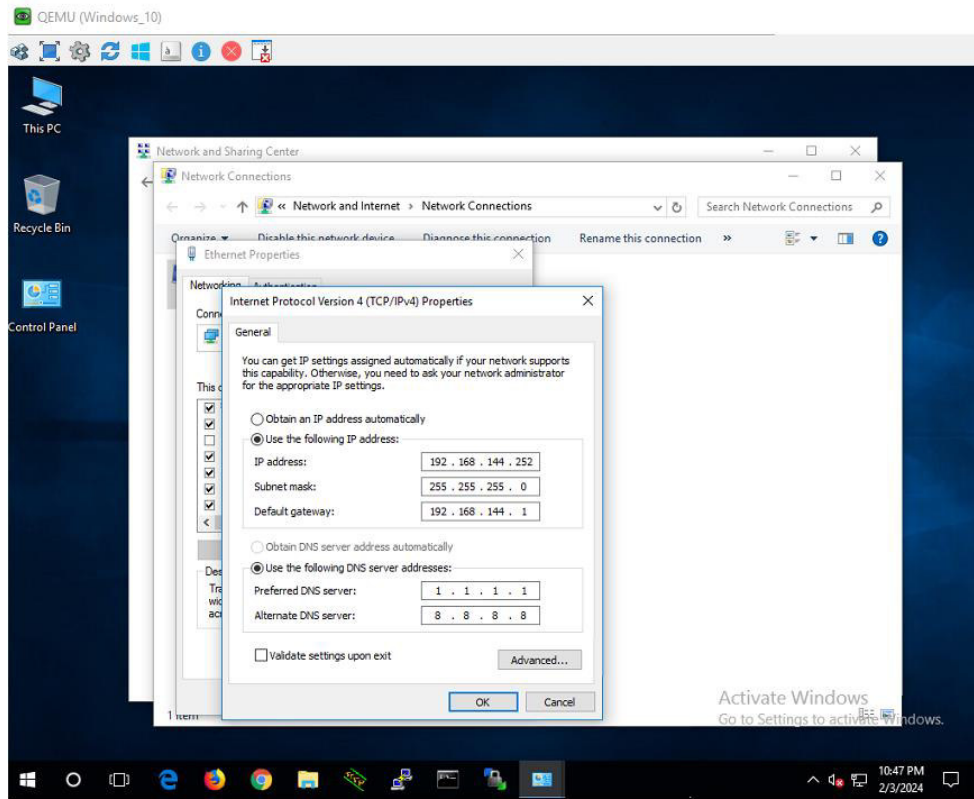 QEMU (Windows_10)
This PC
Recycle Bin
Control Panel
Network and Sharing Center
Network Connections
« Network and Internet > Network Connections
Search Network Connections
Organize Disable this network device Diagnose this connection Rename this connection »
Ethernet Properties
Networking Authentication
Conn
This c
Des
Tra
wid
acr
Internet Protocol Version 4 (TCP/IPv4) Properties
General
You can get IP settings assigned automatically if your network supports
this capability. Otherwise, you need to ask your network administrator
for the appropriate IP settings.
Obtain an IP address automatically
Use the following IP address:
IP address: 192 . 168 . 144 . 252
Subnet mask: 255 . 255 . 255 . 0
Default gateway: 192 . 168 . 144 . 1
Obtain DNS server address automatically
Use the following DNS server addresses:
Preferred DNS server: 1 . 1 . 1 . 1
Alternate DNS server: 8 . 8 . 8 . 8
Validate settings upon exit
Advanced...
OK Cancel
1 item
Activate Windows
Go to Settings to activate Windows.
10:47 PM
2/3/2024